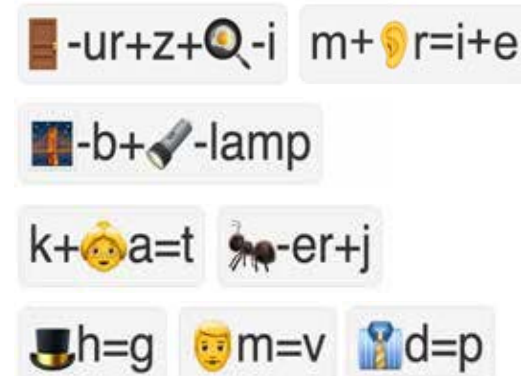 🚪-ur+z+🍳-i m+👂r=i+e
🌉-b+🔦-lamp
k+👵a=t 🐜-er+j
🎩h=g 👨m=v 👔d=p